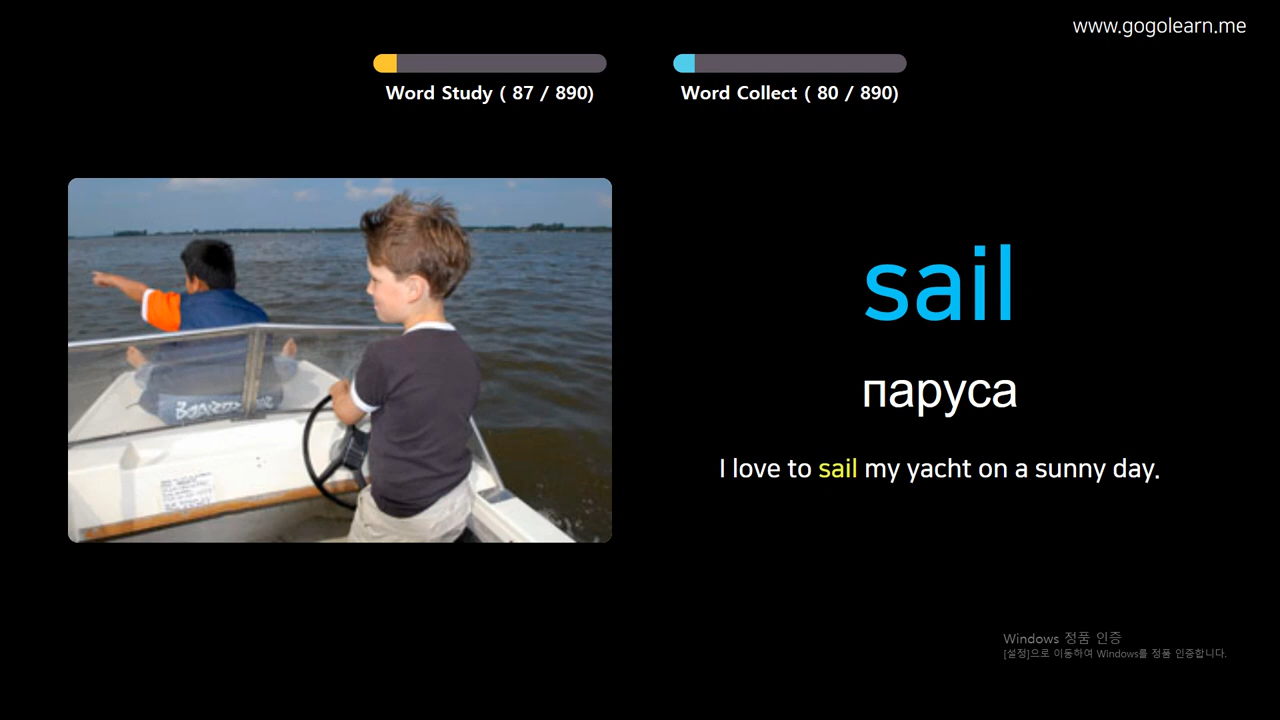 www.gogolearn.me
Word Study ( 87 / 890)
Word Collect ( 80 / 890)
sail
паруса
I love to sail my yacht on a sunny day.
Windows 정품 인증
[설정]으로 이동하여 Windows를 정품 인증합니다.